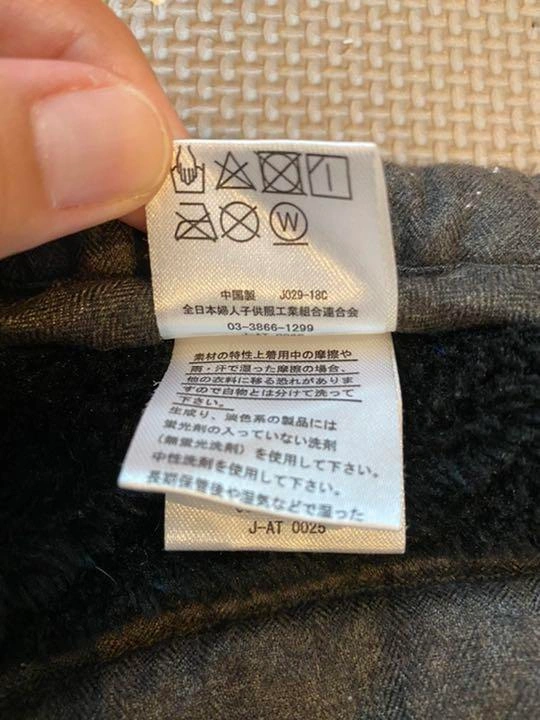 W
中国製 J029-18C
全日本婦人子供服工業組合連合会
03-3866-1299
J-AT 0025
素材の特性上着用中の摩擦や
雨・汗で湿った摩擦の場合、
他の衣料に移る恐れがありま
すので白物とは分けて洗って
下さい。
生成り、淡色系の製品には
蛍光剤の入っていない洗剤
(無蛍光洗剤)を使用して下さい。
中性洗剤を使用して下さい。
長期保管後や湿気などで湿った
J-AT 0025